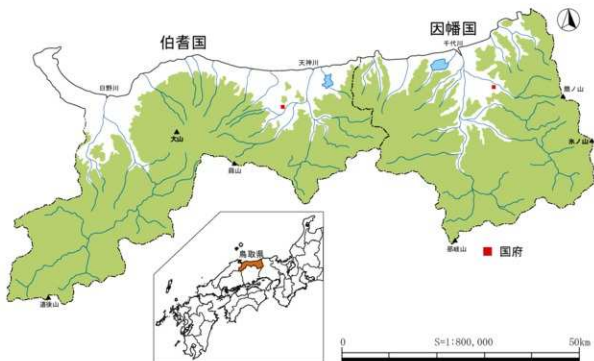 伯耆国
因幡国
千代川
天神川
日野川
扇ノ山
大山
氷ノ山
蒜山
那岐山
国府
鳥取県
道後山
0
S=1:800,000
50km